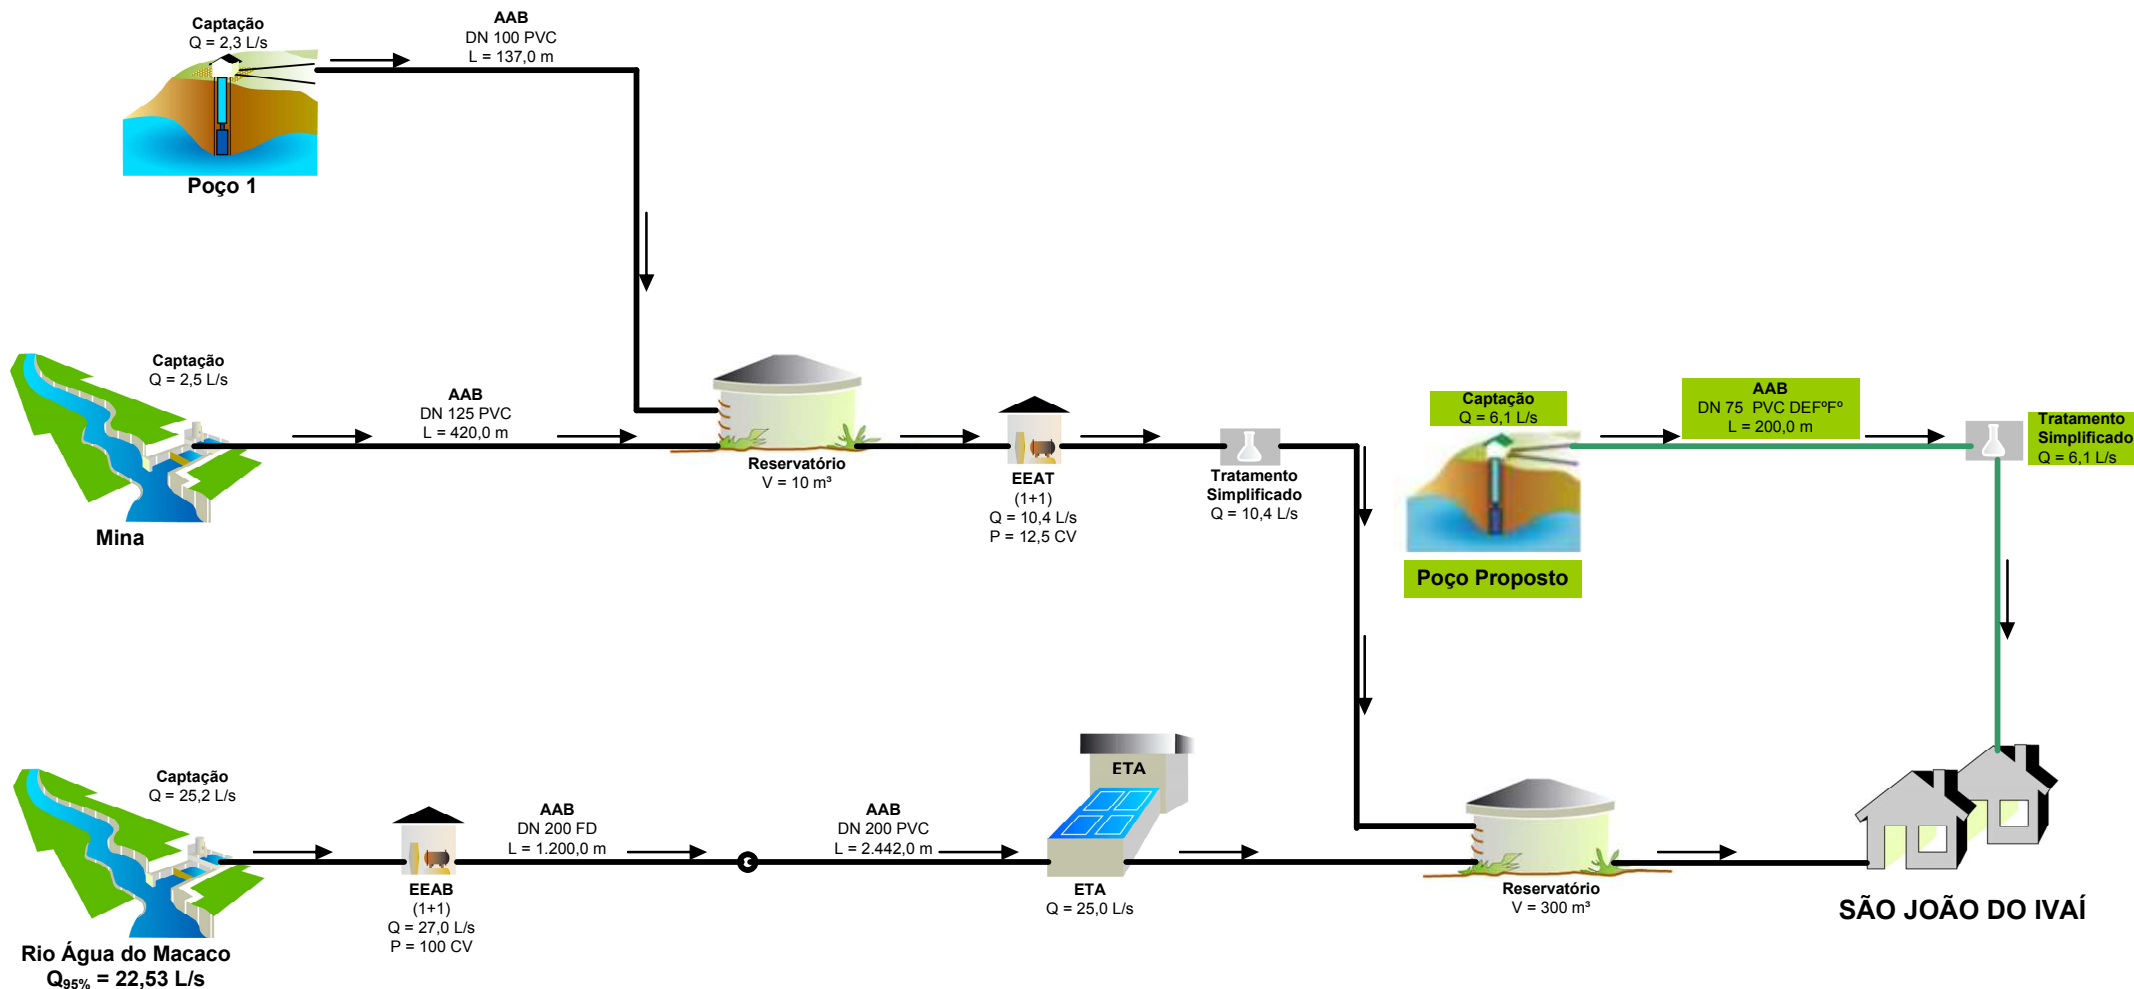 Captação
Q = 2,3 L/s
AAB
DN 100 PVC
L = 137,0 m
Poço 1
Captação
Q = 2,5 L/s
AAB
DN 125 PVC
L = 420,0 m
Mina
Reservatório
V = 10 m³
EEAT
(1+1)
Q = 10,4 L/s
P = 12,5 CV
Tratamento
Simplificado
Q = 10,4 L/s
Captação
Q = 6,1 L/s
AAB
DN 75 PVC DEFºFº
L = 200,0 m
Tratamento
Simplificado
Q = 6,1 L/s
Poço Proposto
Captação
Q = 25,2 L/s
EEAB
(1+1)
Q = 27,0 L/s
P = 100 CV
AAB
DN 200 FD
L = 1.200,0 m
AAB
DN 200 PVC
L = 2.442,0 m
ETA
ETA
Q = 25,0 L/s
Reservatório
V = 300 m³
SÃO JOÃO DO IVAÍ
Rio Água do Macaco
Q95% = 22,53 L/s